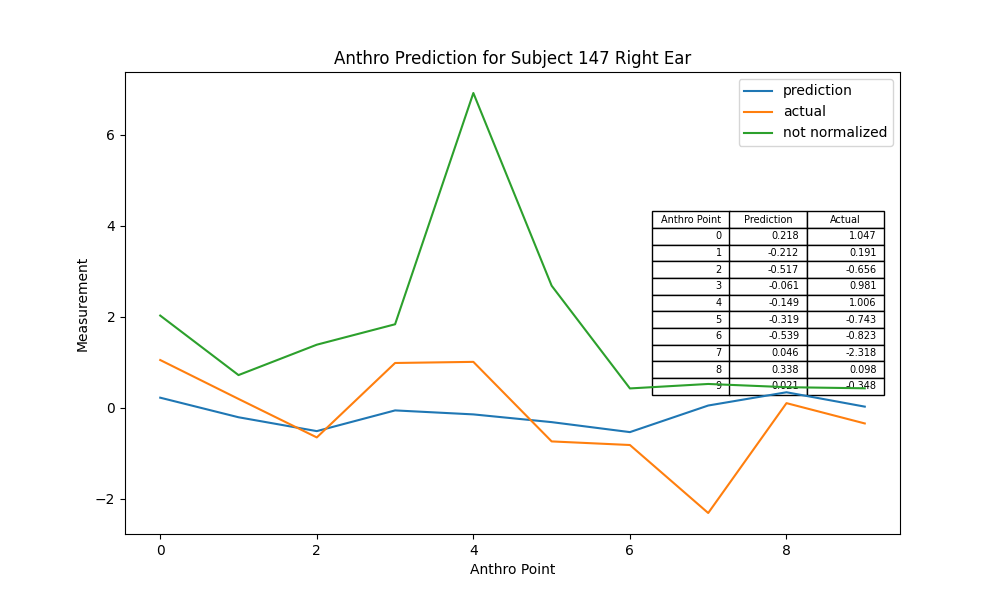 Anthro Prediction for Subject 147 Right Ear
prediction
actual
not normalized
Anthro Point Prediction Actual
0 0.218 1.047
1 -0.212 0.191
2 -0.517 -0.656
3 -0.061 0.981
4 -0.149 1.006
5 -0.319 -0.743
6 -0.539 -0.823
7 0.046 -2.318
8 0.338 0.098
9 0.021 -0.348
6
4
2
0
−2
Measurement
0 2 4 6 8
Anthro Point